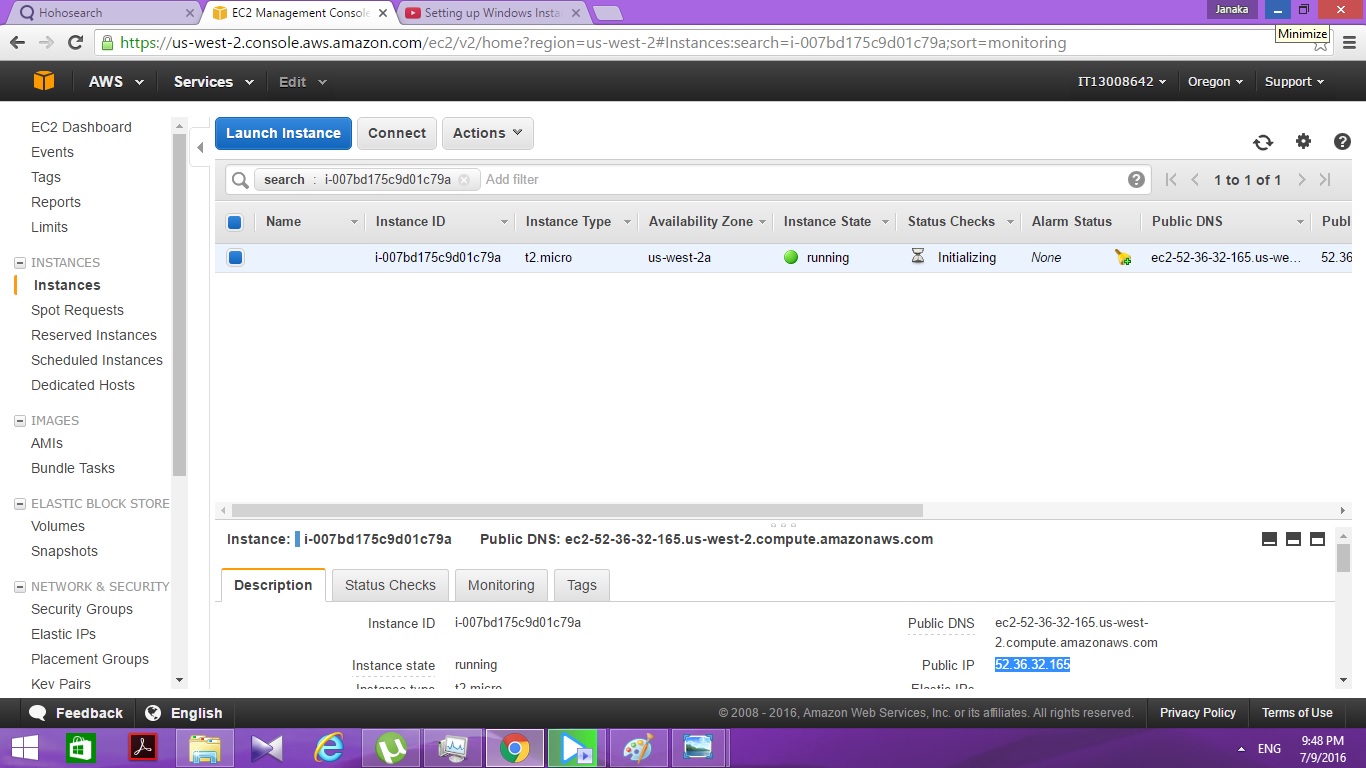 Hohosearch
EC2 Management Console
Setting up Windows Insta
Janaka
https://us-west-2.console.aws.amazon.com/ec2/v2/home?region=us-west-2#Instances:search=i-007bd175c9d01c79a;sort=monitoring
Minimize
AWS Services Edit IT13008642 Oregon Support
EC2 Dashboard
Events
Tags
Reports
Limits
INSTANCES
Instances
Spot Requests
Reserved Instances
Scheduled Instances
Dedicated Hosts
IMAGES
AMIs
Bundle Tasks
ELASTIC BLOCK STORE
Volumes
Snapshots
NETWORK & SECURITY
Security Groups
Elastic IPs
Placement Groups
Key Pairs
Launch Instance Connect Actions
search : i-007bd175c9d01c79a Add filter 1 to 1 of 1
Name Instance ID Instance Type Availability Zone Instance State Status Checks Alarm Status Public DNS Publ
i-007bd175c9d01c79a t2.micro us-west-2a running Initializing None ec2-52-36-32-165.us-we... 52.36
Instance: i-007bd175c9d01c79a Public DNS: ec2-52-36-32-165.us-west-2.compute.amazonaws.com
Description Status Checks Monitoring Tags
Instance ID i-007bd175c9d01c79a Public DNS ec2-52-36-32-165.us-west-
2.compute.amazonaws.com
Instance state running Public IP 52.36.32.165
Instance type t2.micro Elastic IPs
Feedback English © 2008 - 2016, Amazon Web Services, Inc. or its affiliates. All rights reserved. Privacy Policy Terms of Use
ENG
9:48 PM
7/9/2016